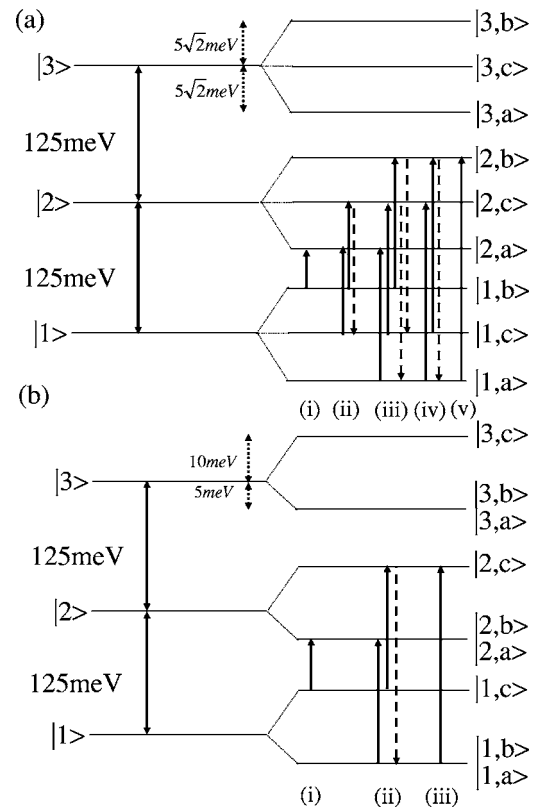 (a)
|3,b>
5√2meV
|3>
|3,c>
5√2meV
|3,a>
125meV
|2,b>
|2>
|2,c>
|2,a>
125meV
|1,b>
|1>
|1,c>
|1,a>
(i) (ii) (iii) (iv) (v)
(b)
|3,c>
10meV
|3>
5meV
|3,b>
|3,a>
125meV
|2,c>
|2>
|2,b>
|2,a>
125meV
|1,c>
|1>
|1,b>
|1,a>
(i) (ii) (iii)